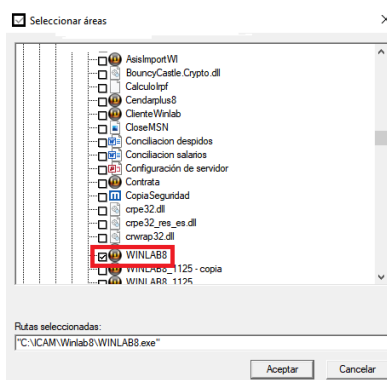 Seleccionar áreas
AsisImportWI
BouncyCastle.Crypto.dll
CalculoIrpf
Cendarplus8
ClienteWinlab
CloseMSN
Conciliacion despidos
Conciliacion salarios
Configuración de servidor
Contrata
CopiaSeguridad
crpe32.dll
crpe32_res_es.dll
crwrap32.dll
WINLAB8
WINLAB8_1125 - copia
WINLAB8_1125
Rutas seleccionadas:
"C:\ICAM\Winlab8\WINLAB8.exe"
Aceptar
Cancelar